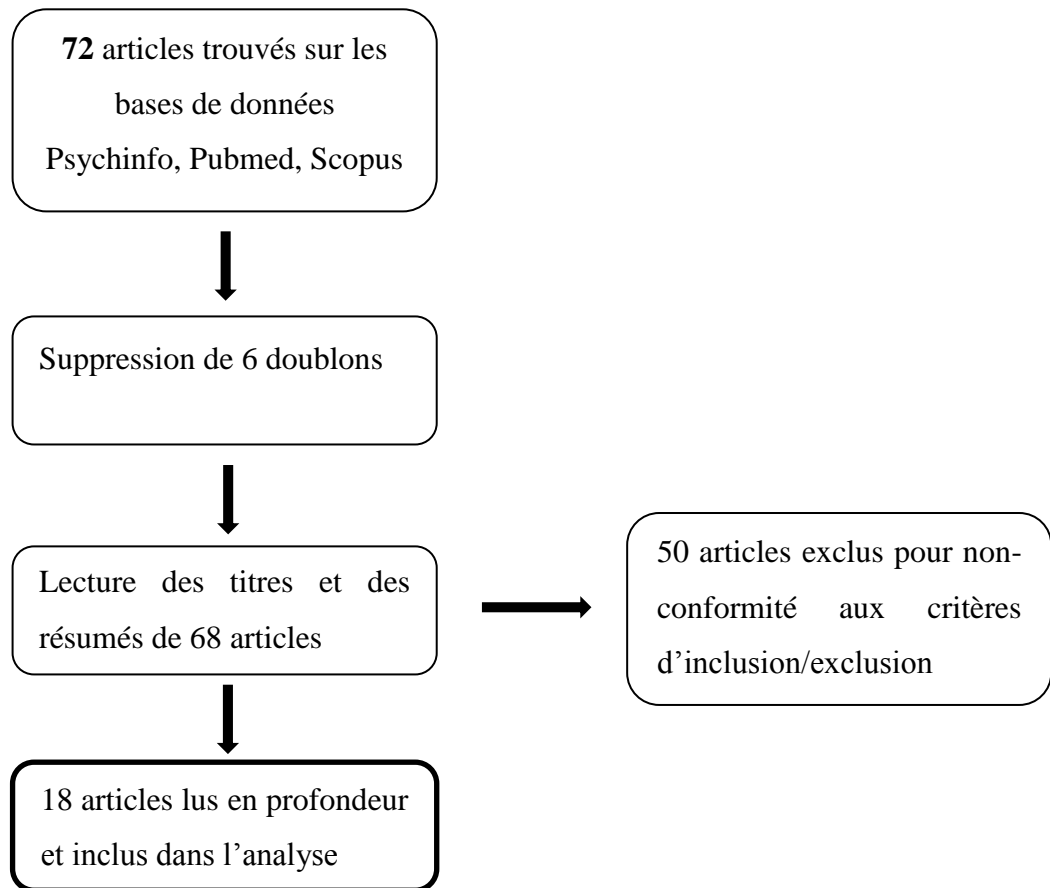 72 articles trouvés sur les
bases de données
Psychinfo, Pubmed, Scopus
Suppression de 6 doublons
Lecture des titres et des
résumés de 68 articles
50 articles exclus pour non-
conformité aux critères
d’inclusion/exclusion
18 articles lus en profondeur
et inclus dans l’analyse